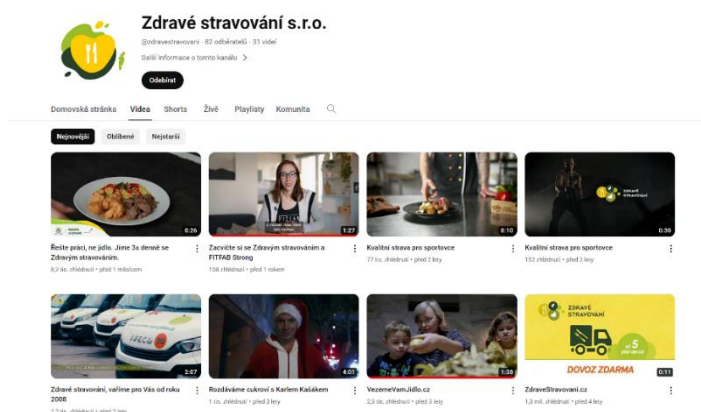 Zdravé stravování s.r.o.
@zdravestravovani · 82 odběratelů · 31 videí
Další informace o tomto kanálu >
Odebírat
Domovská stránka Videa Shorts Živě Playlisty Komunita
Nejnovější Oblíbené Nejstarší
0:26
1:27
0:10
ZDRAVÉ
STRAVOVÁNÍ
0:30
Řešte práci, ne jídlo. Jíme 3x denně se
Zdravým stravováním.
8,2 tis. zhlédnutí • před 1 měsícem
Zacvičte si se Zdravým stravováním a
FITFAB Strong
158 zhlédnutí • před 1 rokem
Kvalitní strava pro sportovce
77 tis. zhlédnutí • před 2 lety
Kvalitní strava pro sportovce
152 zhlédnutí • před 2 lety
IVECO
2:07
4:01
1:38
ZDRAVÉ
STRAVOVÁNÍ
5
DOVOZ ZDARMA
0:11
Zdravé stravování, vaříme pro Vás od roku
2008
Rozdáváme cukroví s Karlem Kašákem
1 tis. zhlédnutí • před 3 lety
VezemeVamJidlo.cz
2,3 tis. zhlédnutí • před 3 lety
ZdraveStravovani.cz
1,3 mil. zhlédnutí • před 4 lety